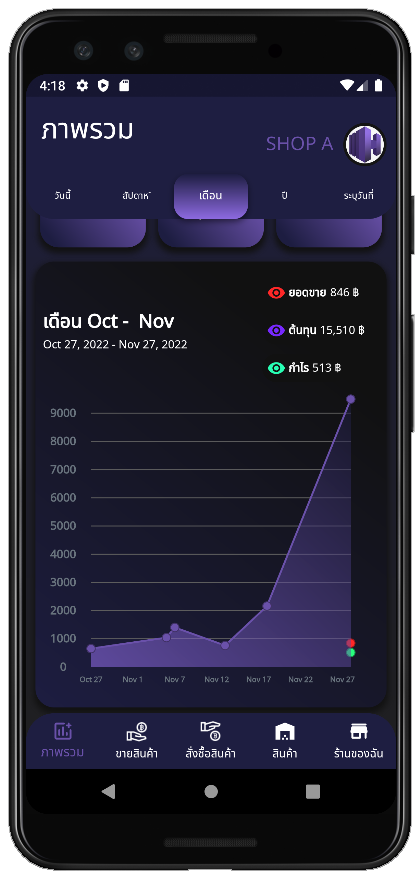 4:18
ภาพรวม
SHOP A
วันนี้
สัปดาห์
เดือน
ปี
ระบุวันที่
ยอดขาย 846 ฿
ต้นทุน 15,510 ฿
กำไร 513 ฿
เดือน Oct - Nov
Oct 27, 2022 - Nov 27, 2022
9000
8000
7000
6000
5000
4000
3000
2000
1000
0
Oct 27 Nov 1 Nov 7 Nov 12 Nov 17 Nov 22 Nov 27
ภาพรวม
ขายสินค้า
สั่งซื้อสินค้า
สินค้า
ร้านของฉัน